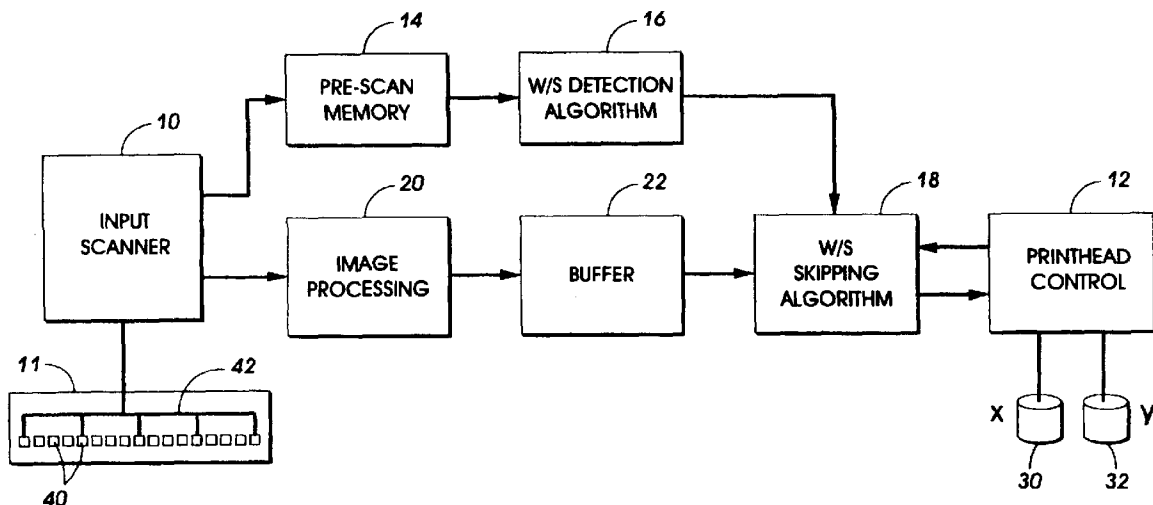 14
PRE-SCAN
MEMORY
16
W/S DETECTION
ALGORITHM
10
INPUT
SCANNER
20
IMAGE
PROCESSING
22
BUFFER
18
W/S
SKIPPING
ALGORITHM
12
PRINTHEAD
CONTROL
11
42
40
X
30
Y
32